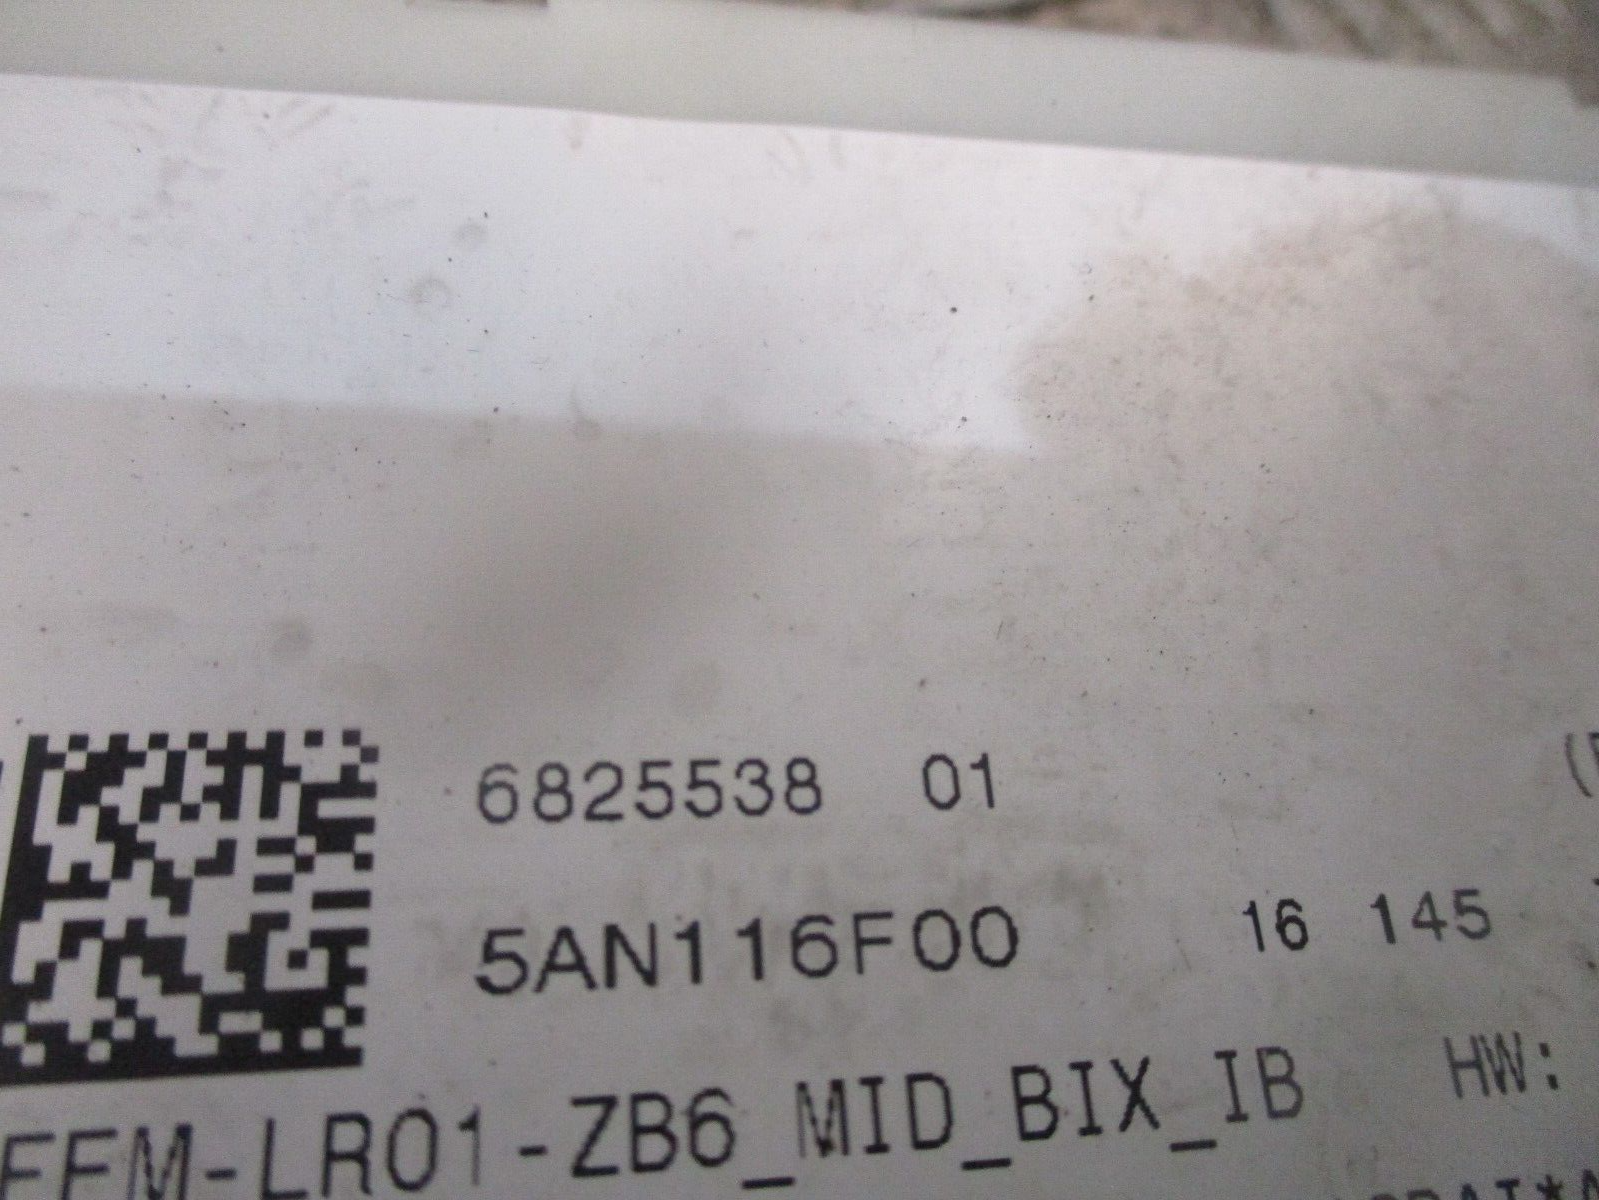 6825538 01
5AN116F00 16 145
FEM-LR01-ZB6_MID_BIX_IB HW: